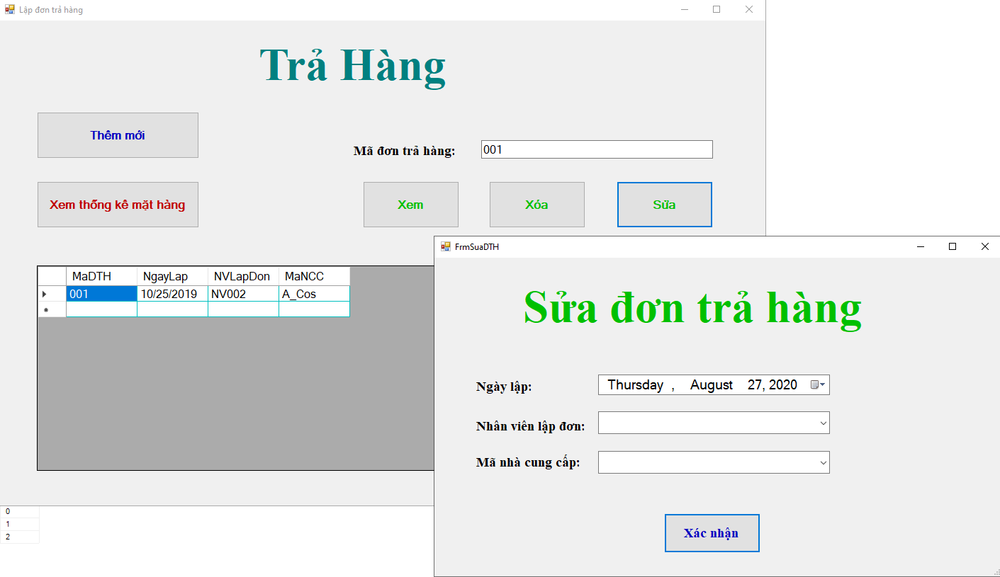 Lập đơn trả hàng
Trả Hàng
Thêm mới
Mã đơn trả hàng: 001
Xem thống kê mặt hàng
Xem
Xóa
Sửa
MaDTH NgayLap NVLapDon MaNCC
001 10/25/2019 NV002 A_Cos
FrmSuaDTH
Sửa đơn trả hàng
Ngày lập: Thursday , August 27, 2020
Nhân viên lập đơn:
Mã nhà cung cấp:
Xác nhận
0
1
2